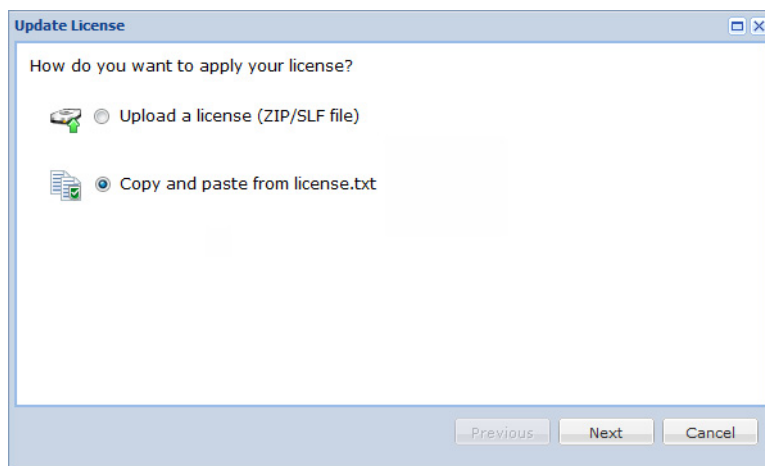 Update License
How do you want to apply your license?
Upload a license (ZIP/SLF file)
Copy and paste from license.txt
Previous Next Cancel